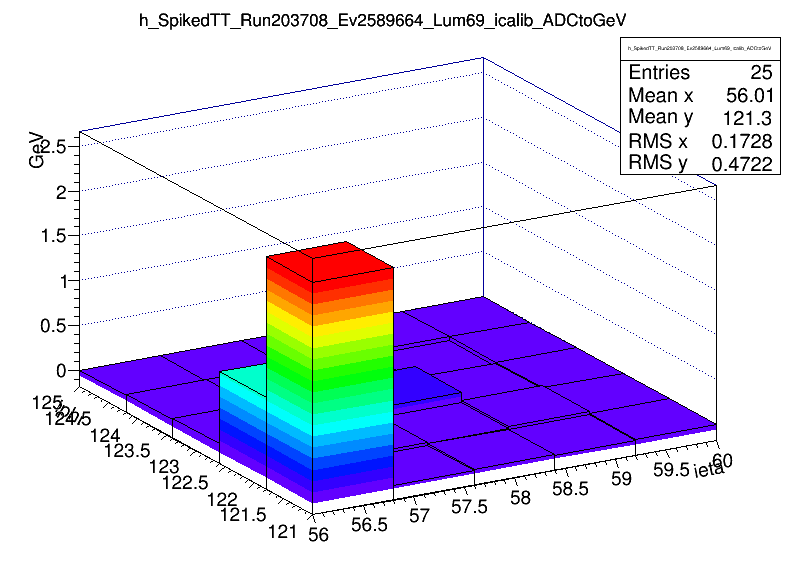 h_SpikedTT_Run203708_Ev2589664_Lum69_icalib_ADCtoGeV
h_SpikedTT_Run203708_Ev2589664_Lum69_icalib_ADCtoGeV
Entries 25
Mean x 56.01
Mean y 121.3
RMS x 0.1728
RMS y 0.4722
GeV
2.5
2
1.5
1
0.5
0
125
124.5
124
123.5
123
122.5
122
121.5
121
56
56.5
57
57.5
58
58.5
59
59.5
60
ieta